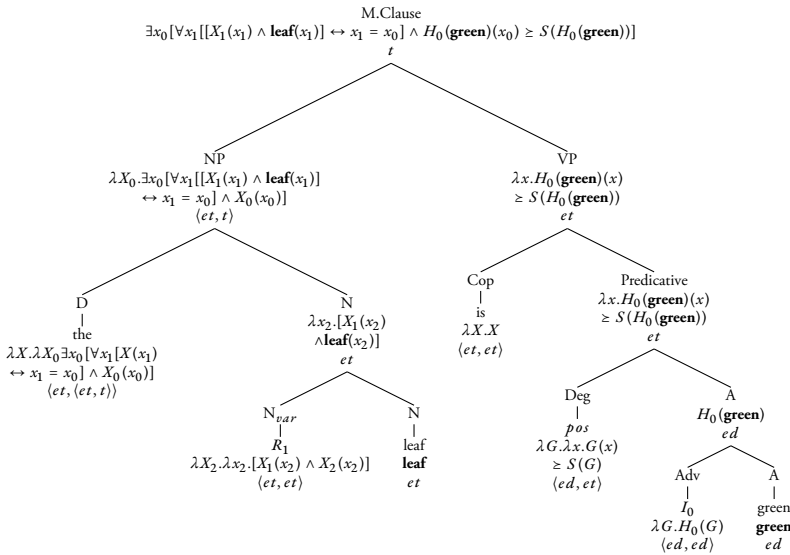 M.Clause
∃x₀[∀x₁[[X₁(x₁) ∧ leaf(x₁)] ↔ x₁ = x₀] ∧ H₀(green)(x₀) ≥ S(H₀(green))]
t
NP
λX₀.∃x₀[∀x₁[[X₁(x₁) ∧ leaf(x₁)]
↔ x₁ = x₀] ∧ X₀(x₀)]
⟨et, t⟩
VP
λx.H₀(green)(x)
≥ S(H₀(green))
et
D
the
λX.λX₀∃x₀[∀x₁[X(x₁)
↔ x₁ = x₀] ∧ X₀(x₀)]
⟨et, ⟨et, t⟩⟩
N
λx₂.[X₁(x₂)
∧leaf(x₂)]
et
Cop
is
λX.X
⟨et, et⟩
Predicative
λx.H₀(green)(x)
≥ S(H₀(green))
et
N_var
R₁
λX₂.λx₂.[X₁(x₂) ∧ X₂(x₂)]
⟨et, et⟩
N
leaf
leaf
et
Deg
pos
λG.λx.G(x)
≥ S(G)
⟨ed, et⟩
A
H₀(green)
ed
Adv
I₀
λG.H₀(G)
⟨ed, ed⟩
A
green
green
ed